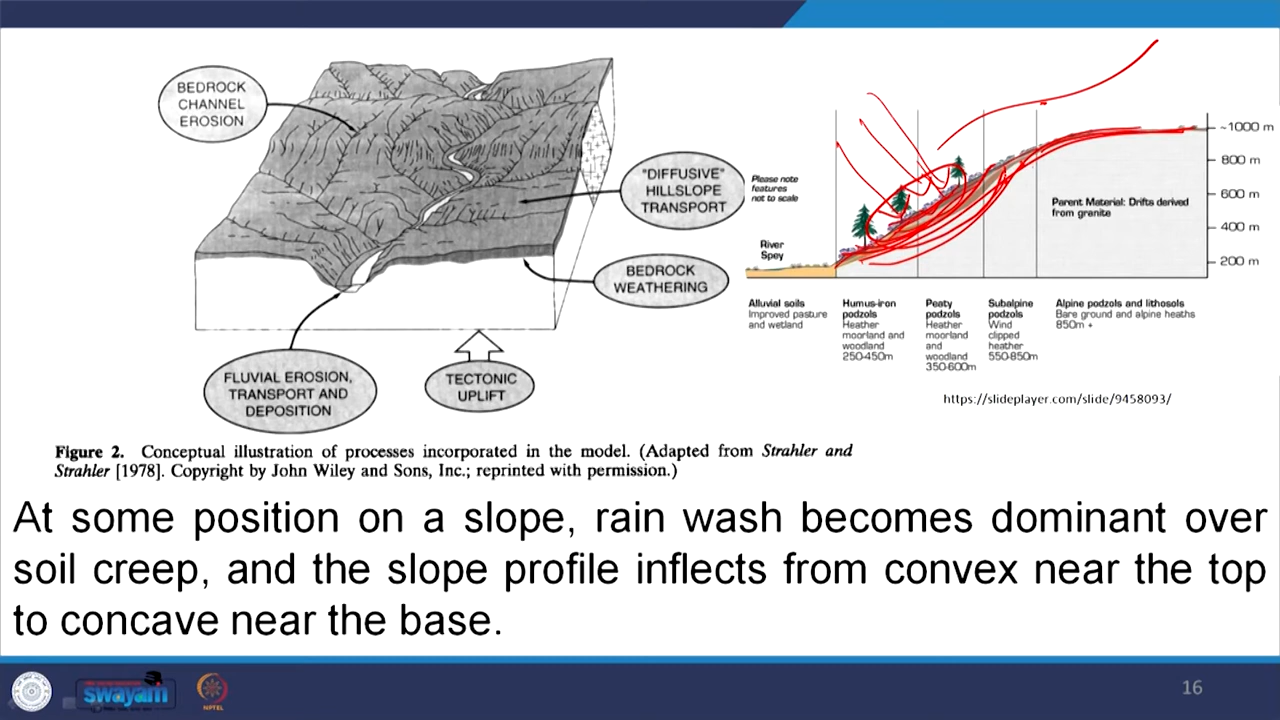 BEDROCK
CHANNEL
EROSION
"DIFFUSIVE"
HILLSLOPE
TRANSPORT
BEDROCK
WEATHERING
FLUVIAL EROSION,
TRANSPORT AND
DEPOSITION
TECTONIC
UPLIFT
Figure 2. Conceptual illustration of processes incorporated in the model. (Adapted from Strahler and
Strahler [1978]. Copyright by John Wiley and Sons, Inc.; reprinted with permission.)
Please note
features
not to scale
River
Spey
Parent Material: Drifts derived
from granite
~1000 m
800 m
600 m
400 m
200 m
Alluvial soils
Improved pasture
and wetland
Humus-iron
podzols
Heather
moorland and
woodland
250-450m
Peaty
podzols
Heather
moorland
and
woodland
350-600m
Subalpine
podzols
Wind
clipped
heather
550-850m
Alpine podzols and lithosols
Bare ground and alpine heaths
850m +
https://slideplayer.com/slide/9458093/
At some position on a slope, rain wash becomes dominant over
soil creep, and the slope profile inflects from convex near the top
to concave near the base.
swayam
NPTEL
16